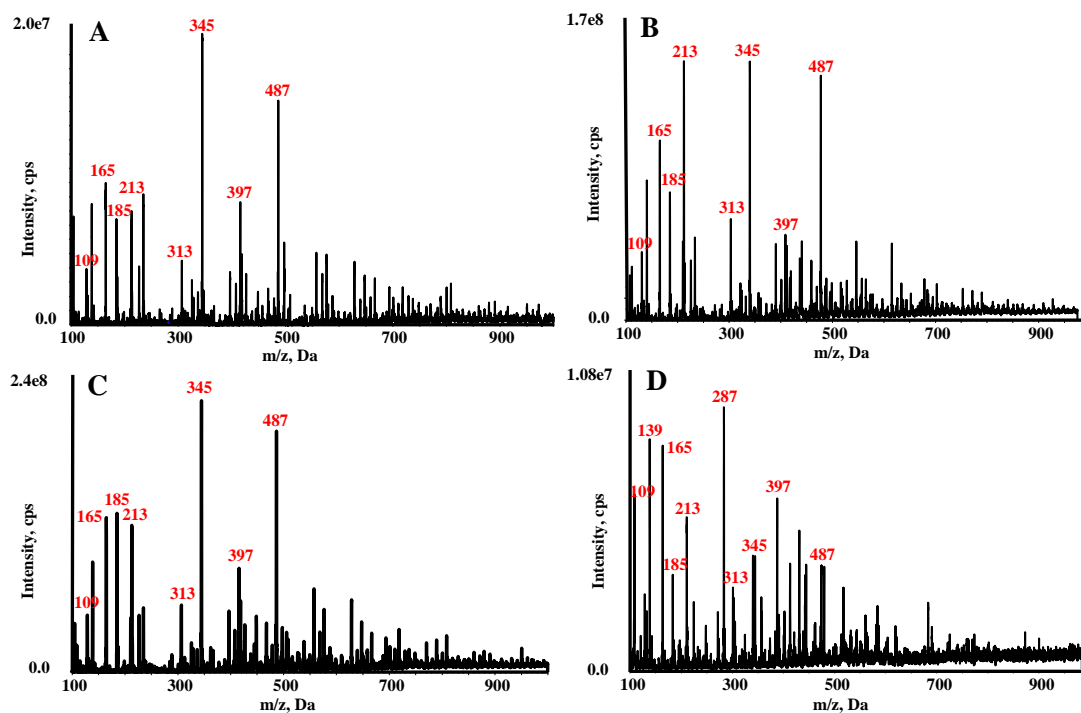 2.0e7
A
345
487
165
213
185
397
313
109
Intensity, cps
0.0
100 300 500 700 900
m/z, Da
1.7e8
B
213
345
487
165
185
313
397
109
Intensity, cps
0.0
100 300 500 700 900
m/z, Da
2.4e8
C
345
487
185
165
213
397
313
109
Intensity, cps
0.0
100 300 500 700 900
m/z, Da
1.08e7
D
287
139
165
109
397
213
345
487
185
313
Intensity, cps
0.0
100 300 500 700 900
m/z, Da